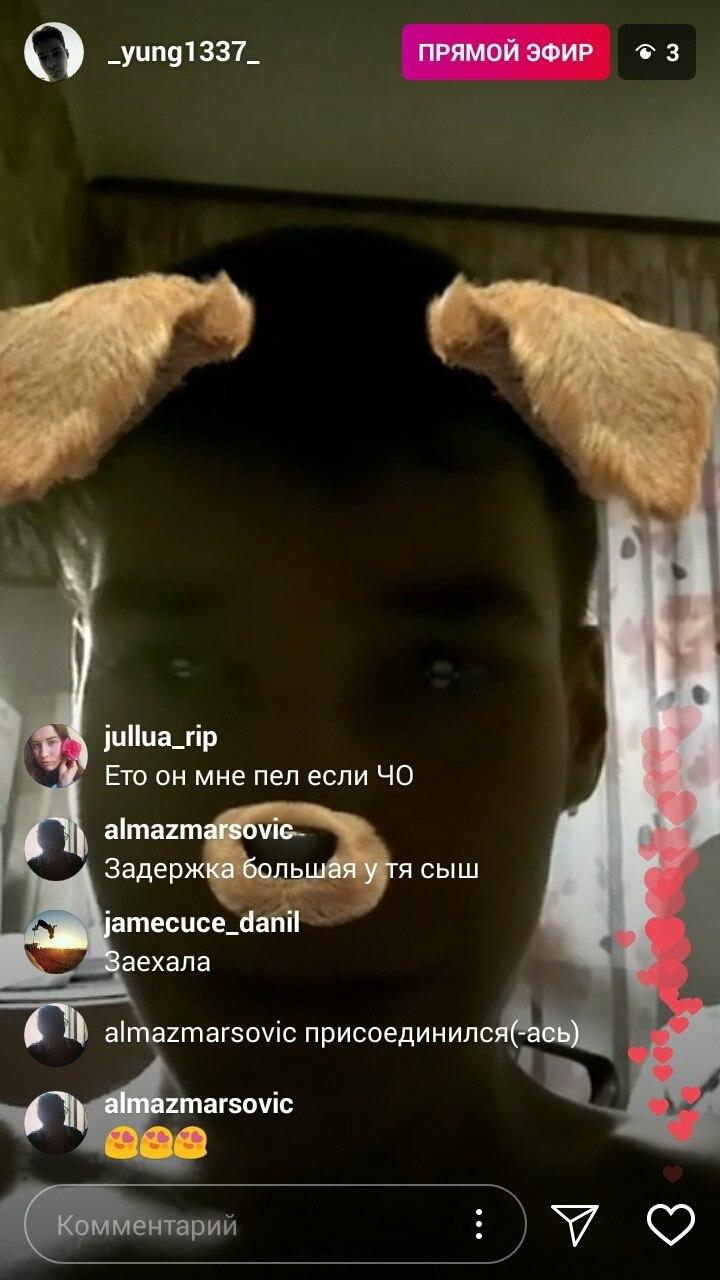 _yung1337_
ПРЯМОЙ ЭФИР
3
jullua_rip
Ето он мне пел если ЧО
almazmarsovic
Задержка большая у тя сыш
jamecuce_danil
Заехала
almazmarsovic присоединился(-ась)
almazmarsovic
😍😍😍
Комментарий